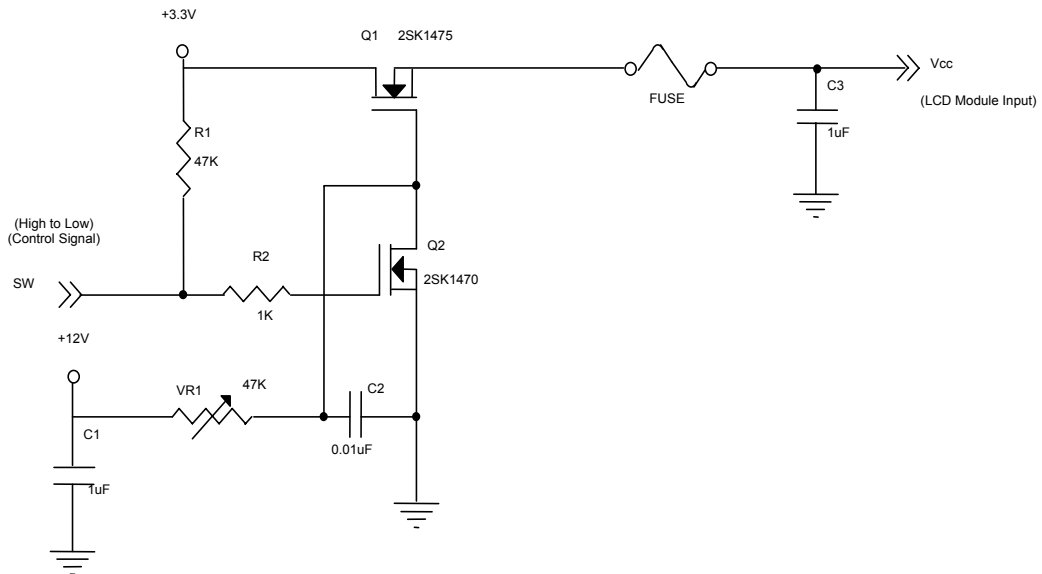 +3.3V
Q1 2SK1475
Vcc
FUSE
C3
(LCD Module Input)
R1
1uF
47K
(High to Low)
(Control Signal)
Q2
R2
2SK1470
SW
1K
+12V
VR1
47K
C2
C1
0.01uF
1uF